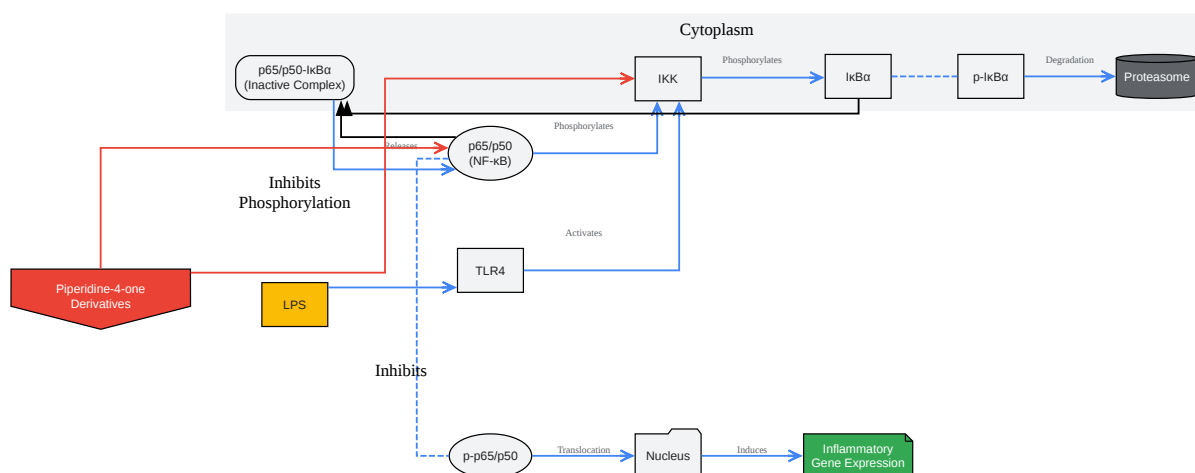 Cytoplasm
p65/p50-IκBα
(Inactive Complex)
IKK
Phosphorylates
IκBα
p-IκBα
Degradation
Proteasome
Releases
p65/p50
(NF-κB)
Phosphorylates
Inhibits
Phosphorylation
Activates
TLR4
Piperidine-4-one
Derivatives
LPS
Inhibits
p-p65/p50
Translocation
Nucleus
Induces
Inflammatory
Gene Expression